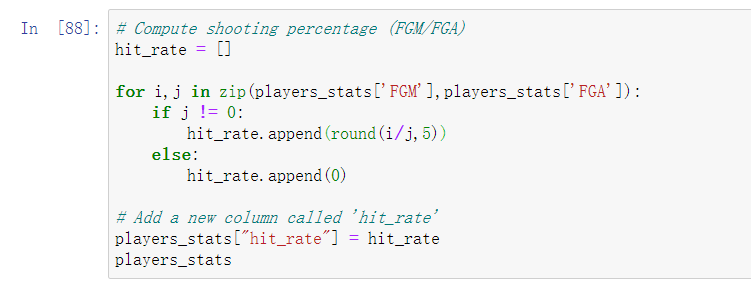 In [88]: # Compute shooting percentage (FGM/FGA)
hit_rate = []
for i,j in zip(players_stats['FGM'],players_stats['FGA']):
if j != 0:
hit_rate.append(round(i/j,5))
else:
hit_rate.append(0)
# Add a new column called 'hit_rate'
players_stats["hit_rate"] = hit_rate
players_stats